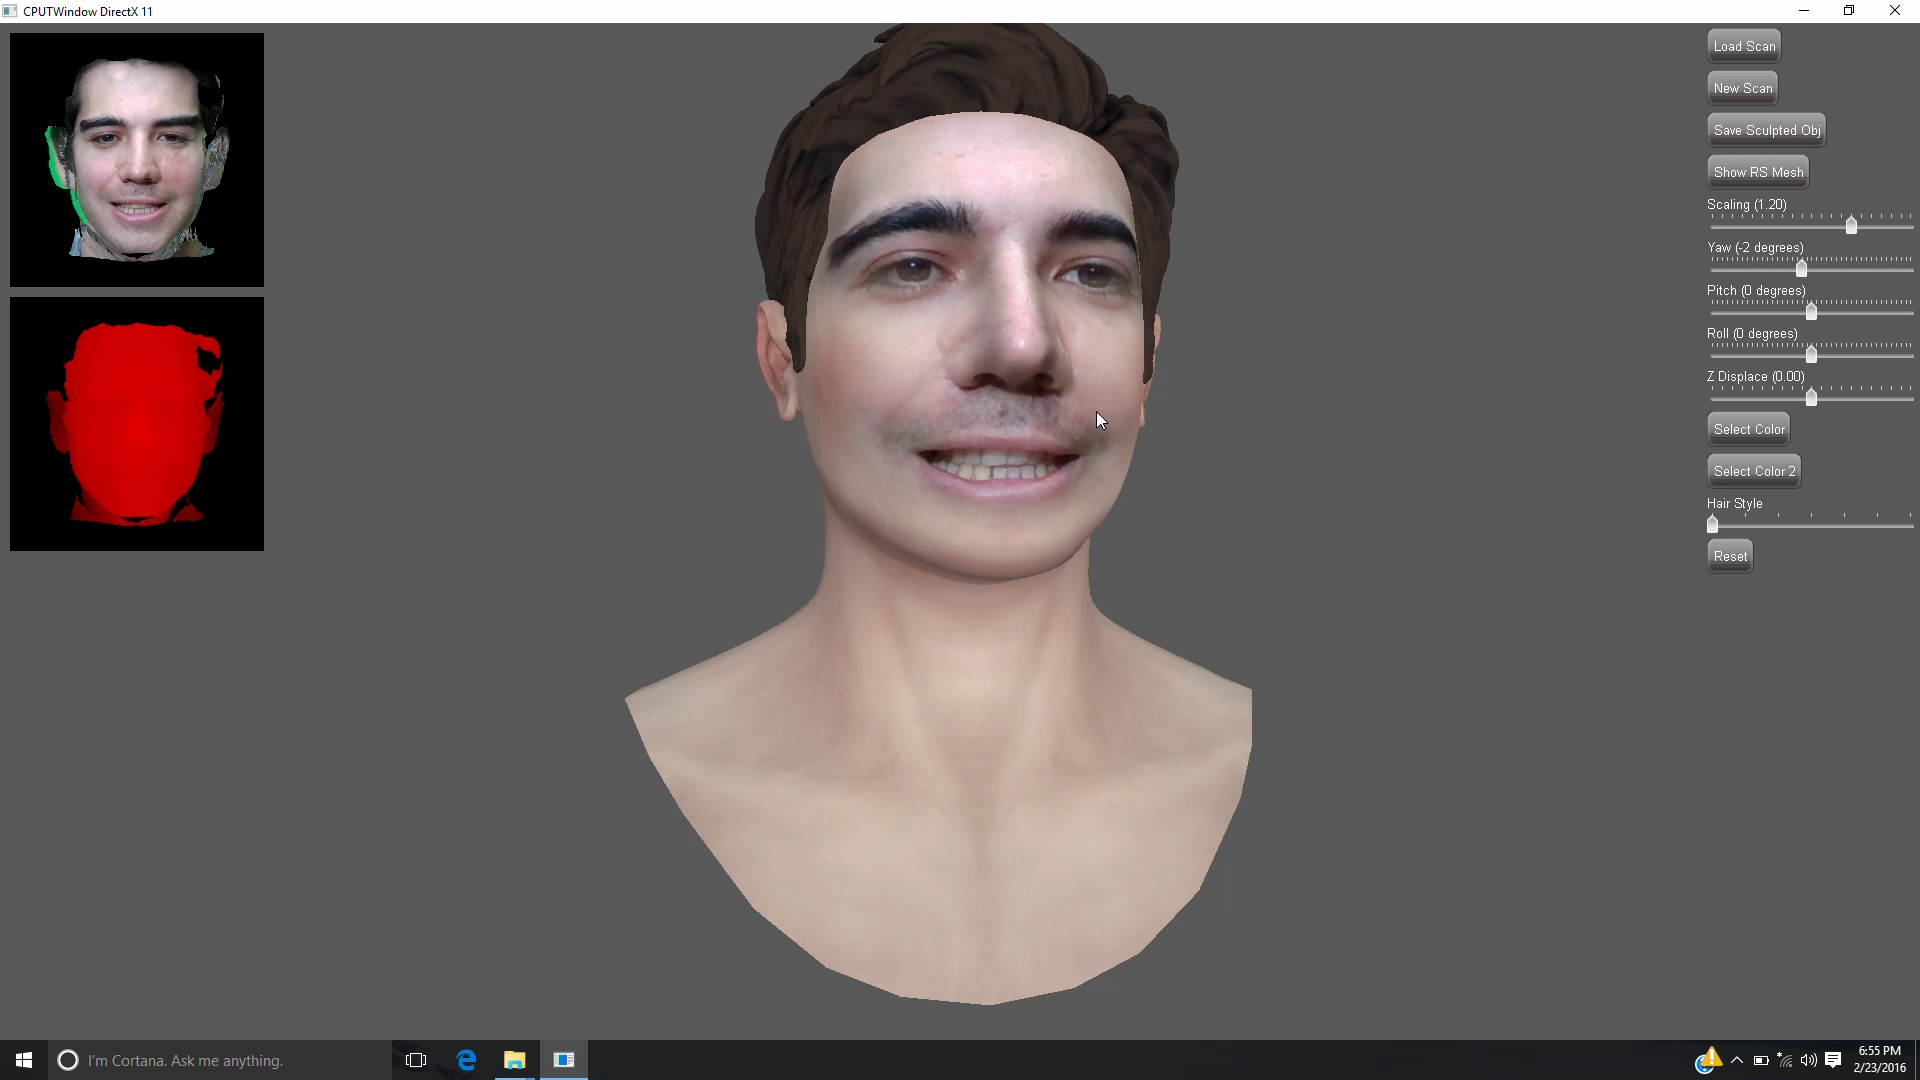 CPUTWindow DirectX 11
Load Scan
New Scan
Save Sculpted Obj
Show RS Mesh
Scaling (1.20)
Yaw (-2 degrees)
Pitch (0 degrees)
Roll (0 degrees)
Z Displace (0.00)
Select Color
Select Color 2
Hair Style
Reset
I'm Cortana. Ask me anything.
6:55 PM
2/23/2016